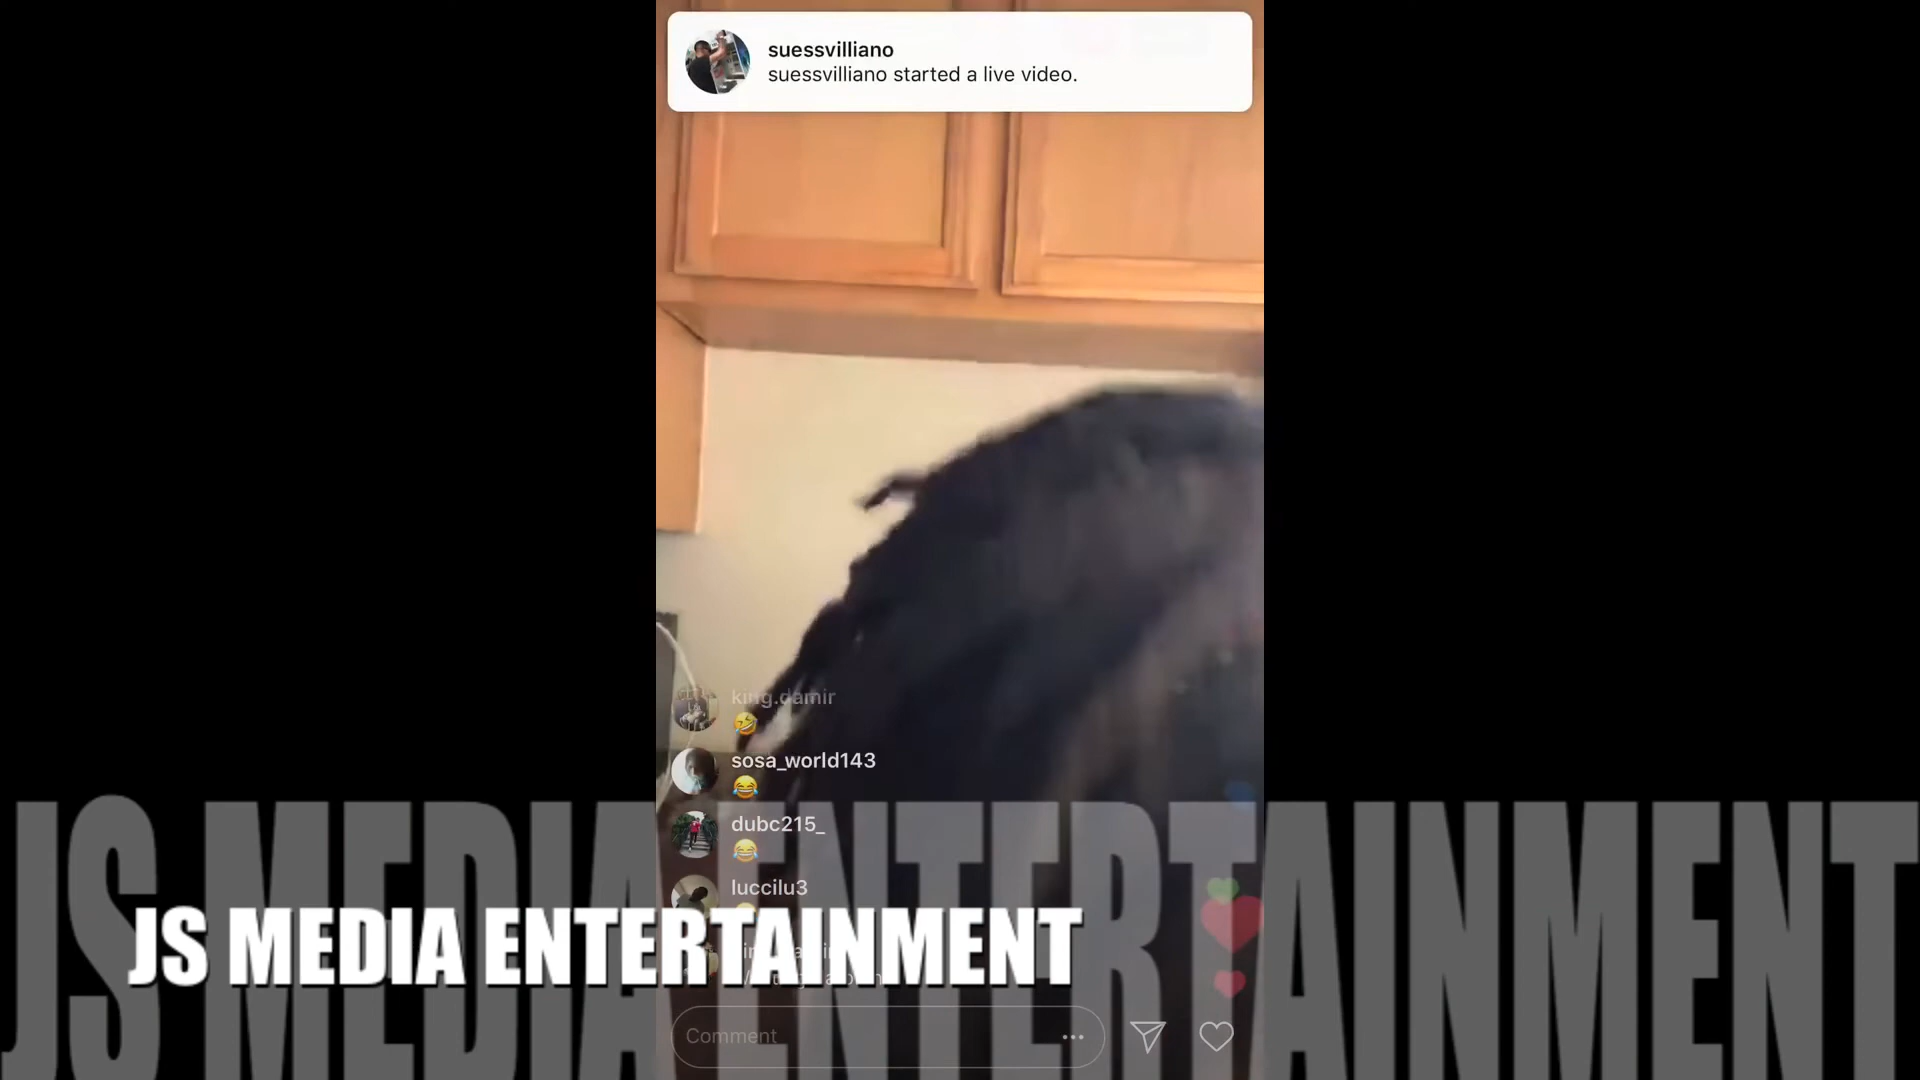 suessvilliano
suessvilliano started a live video.
king.damir
🤣
sosa_world143
😂
dubc215_
😂
luccilu3
JS MEDIA ENTERTAINMENT
JS MEDIA ENTERTAINMENT
Comment